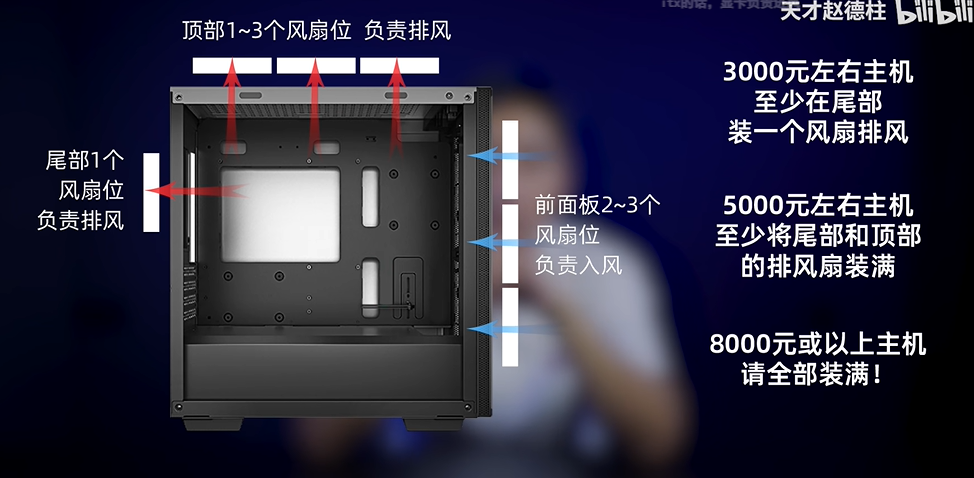 天才赵德柱
bilibili
顶部1~3个风扇位 负责排风
尾部1个
风扇位
负责排风
前面板2~3个
风扇位
负责入风
3000元左右主机
至少在尾部
装一个风扇排风
5000元左右主机
至少将尾部和顶部
的排风扇装满
8000元或以上主机
请全部装满！